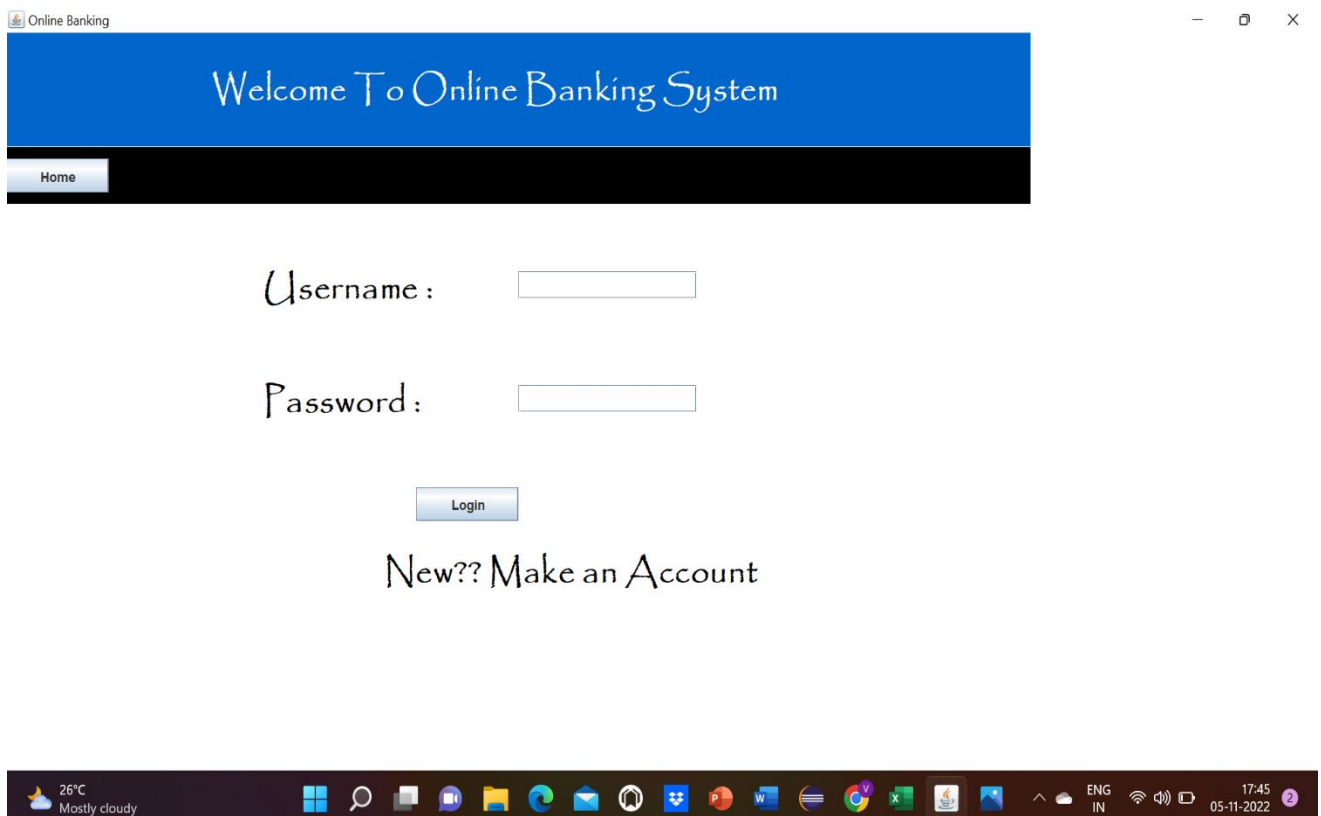 Online Banking
Welcome To Online Banking System
Home
Username :
Password :
Login
New?? Make an Account
26°C
Mostly cloudy
ENG
IN
17:45
05-11-2022
2